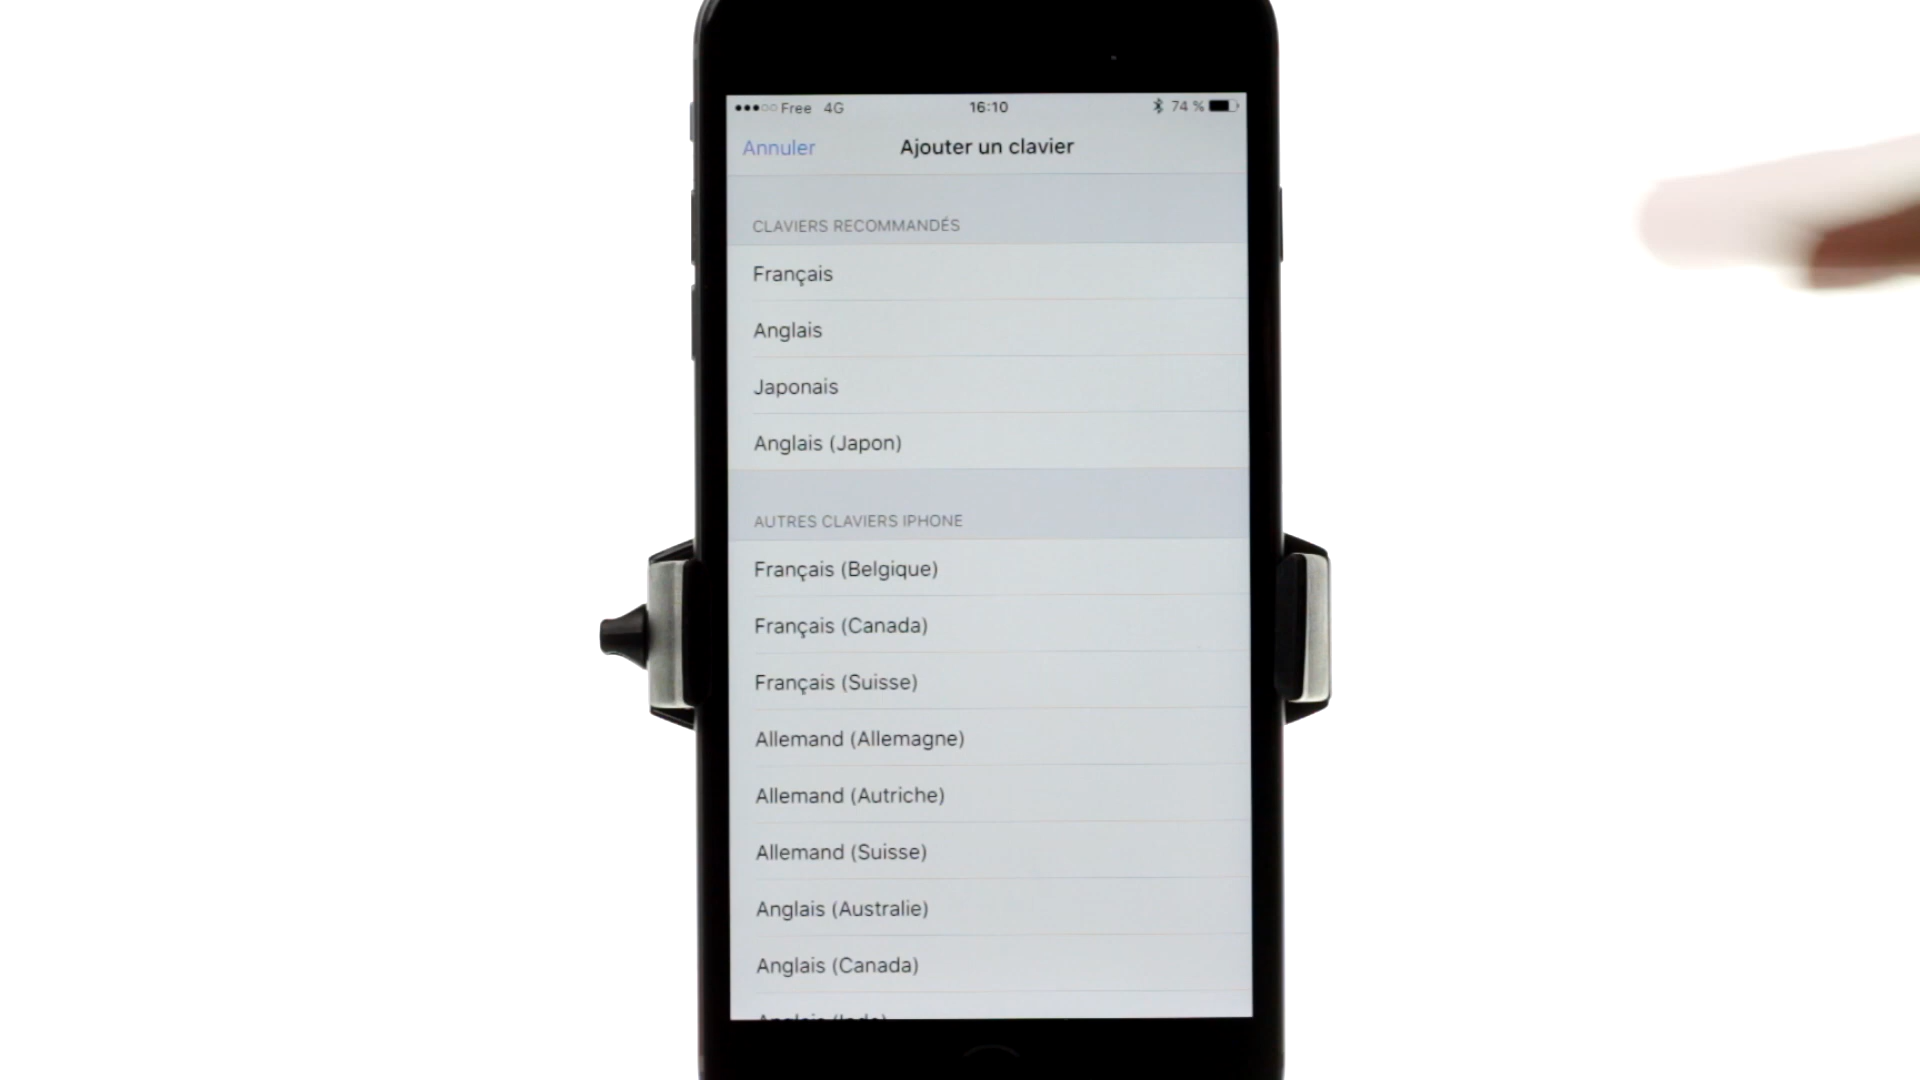 Free 4G 16:10 74 %
Annuler Ajouter un clavier
CLAVIERS RECOMMANDÉS
Français
Anglais
Japonais
Anglais (Japon)
AUTRES CLAVIERS IPHONE
Français (Belgique)
Français (Canada)
Français (Suisse)
Allemand (Allemagne)
Allemand (Autriche)
Allemand (Suisse)
Anglais (Australie)
Anglais (Canada)